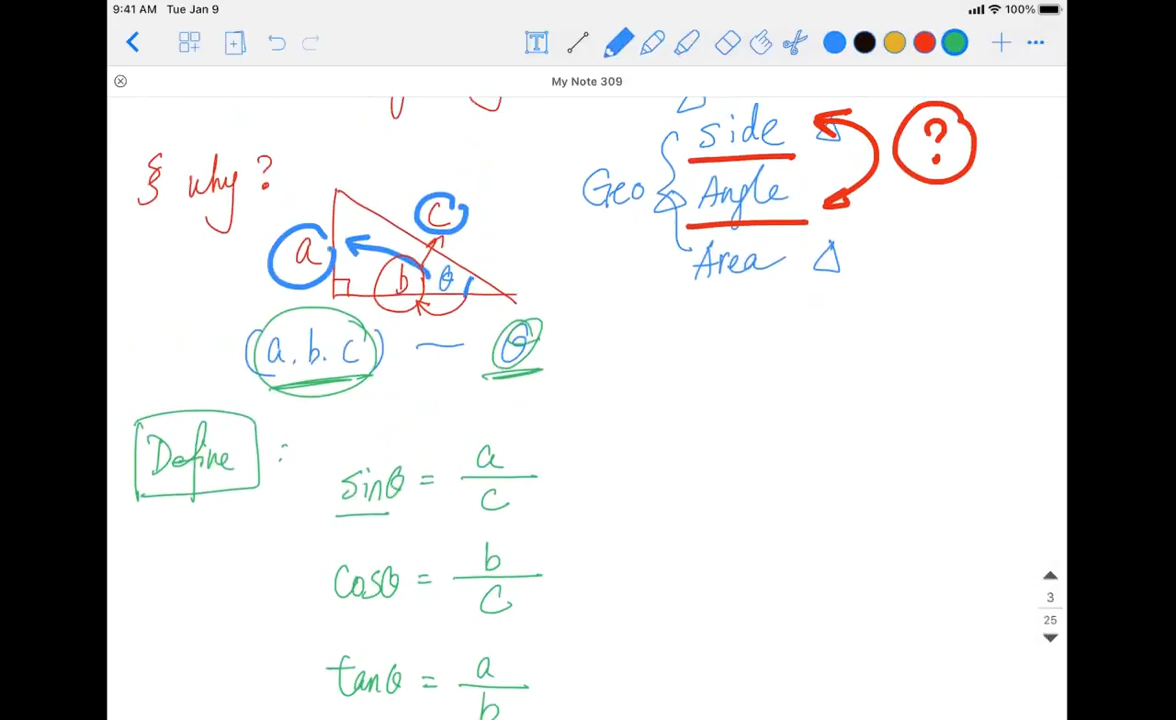 9:41 AM Tue Jan 9
100%
T
My Note 309
§ Why?
Geo
Side
Angle
Area Δ
?
a
b
c
θ
(a, b, c) — θ
Define :
sinθ = a/c
cosθ = b/c
tanθ = a/b
3
25